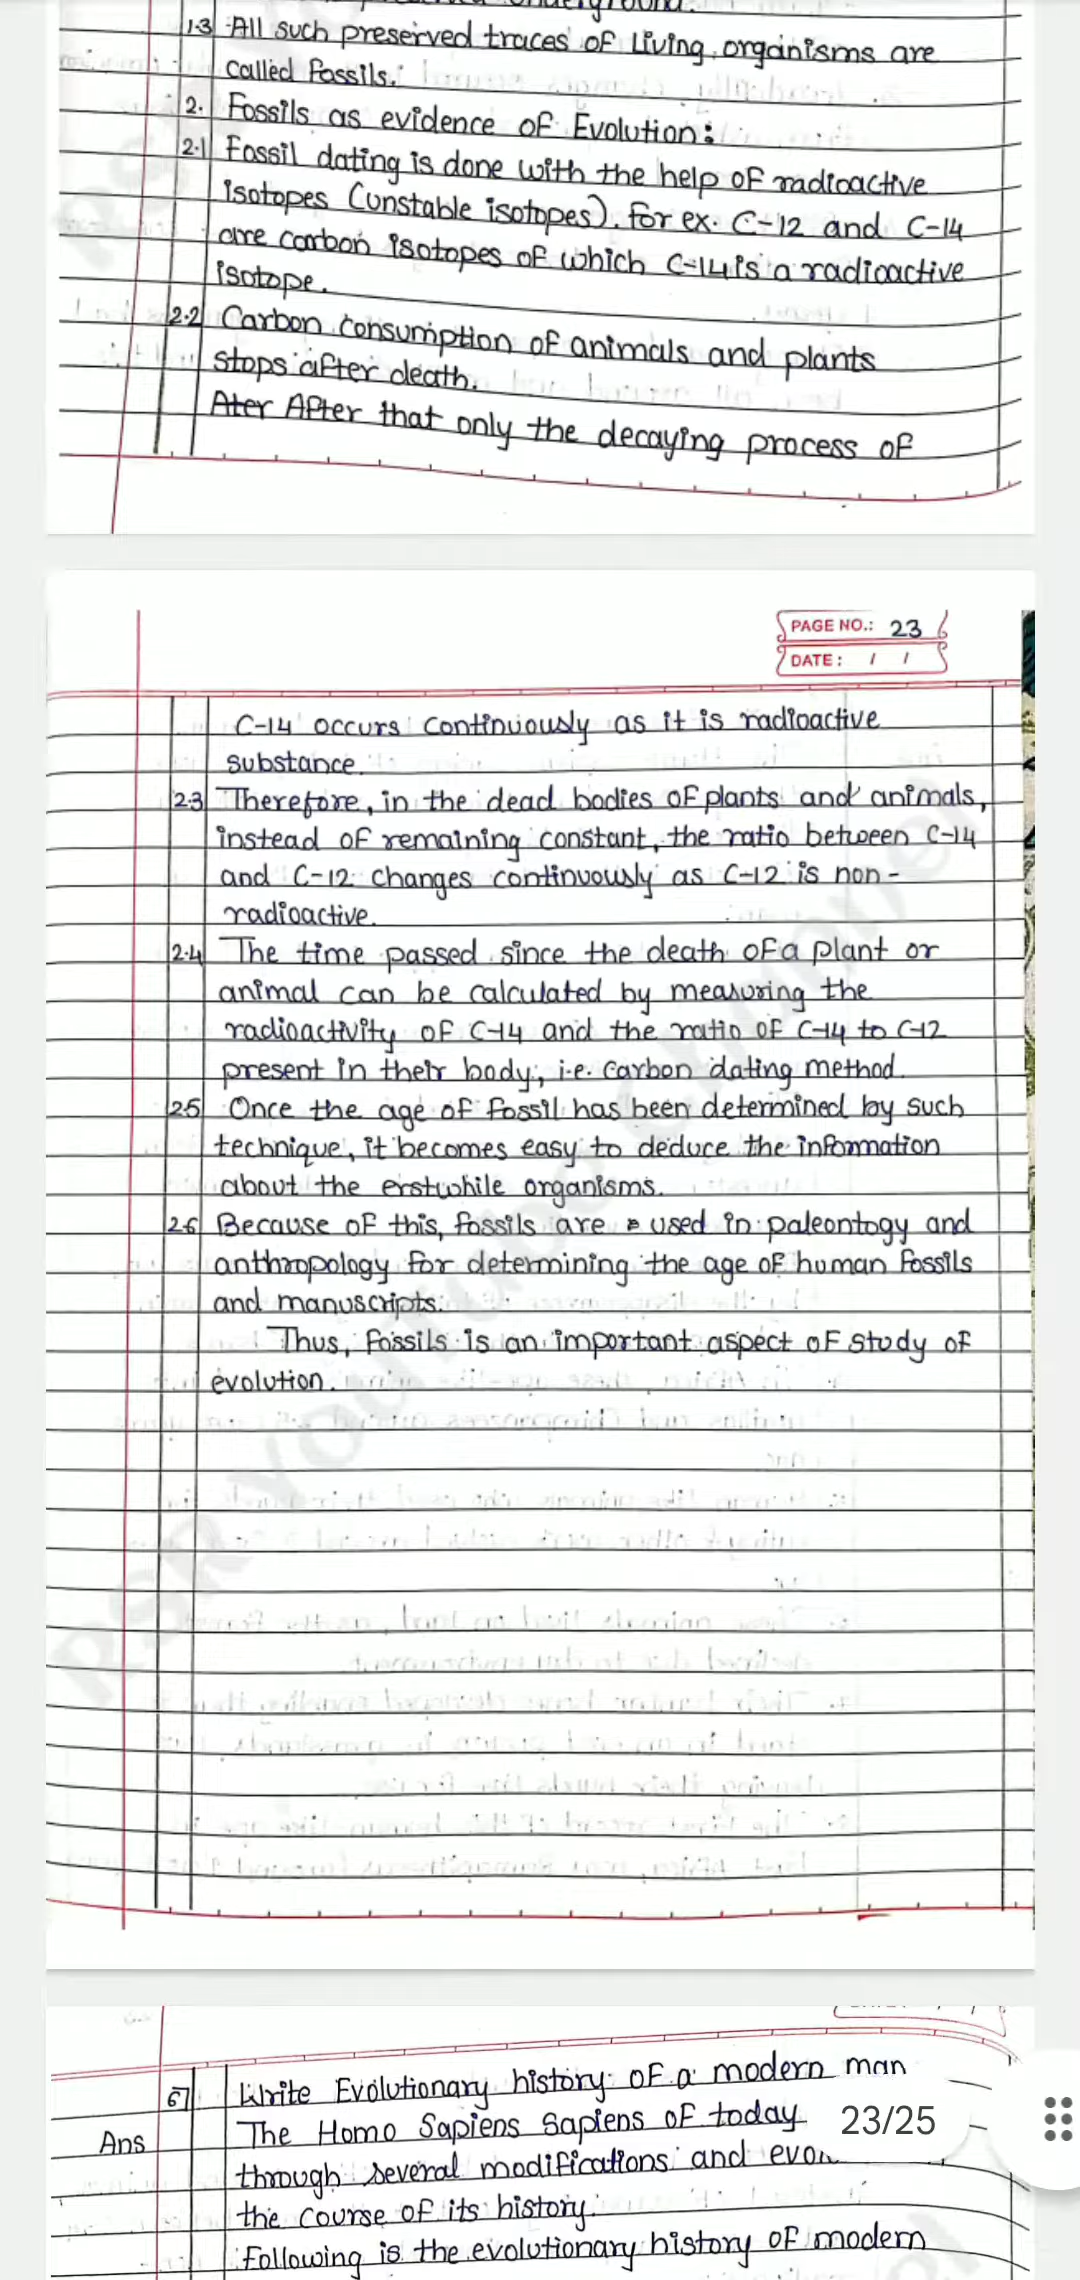 1.3 All such preserved traces of Living organisms are
called fossils.
2. Fossils as evidence of Evolution:
2.1 Fossil dating is done with the help of radioactive
isotopes (unstable isotopes). for ex. C-12 and C-14
are carbon isotopes of which C-14 is a radioactive
isotope.
2.2 Carbon consumption of animals and plants
stops after death.
Ater After that only the decaying process of
PAGE NO.: 23
DATE: / /
C-14 occurs continuously as it is radioactive
substance.
2.3 Therefore, in the dead bodies of plants and animals,
instead of remaining constant, the ratio between C-14
and C-12 changes continuously as C-12 is non-
radioactive.
2.4 The time passed since the death of a plant or
animal can be calculated by measuring the
radioactivity of C-14 and the ratio of C-14 to C-12
present in their body, i.e. carbon dating method.
2.5 Once the age of fossil has been determined by such
technique, it becomes easy to deduce the information
about the erstwhile organisms.
2.6 Because of this, fossils are used in paleontogy and
anthropology for determining the age of human fossils
and manuscripts.
Thus, fossils is an important aspect of study of
evolution.
RSR YouTube Channel
6] Write Evolutionary history of a modern man
Ans The Homo Sapiens Sapiens of today
23/25
through several modifications and
the course of its history.
Following is the evolutionary history of modern